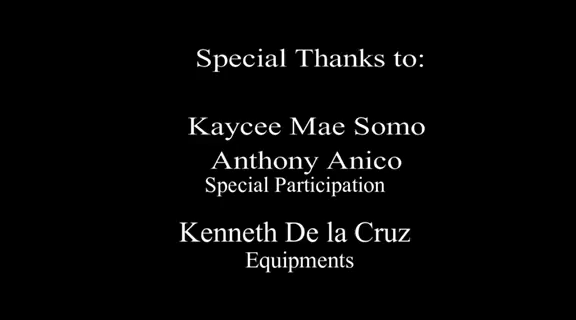 Special Thanks to:
Kaycee Mae Somo
Anthony Anico
Special Participation
Kenneth De la Cruz
Equipments